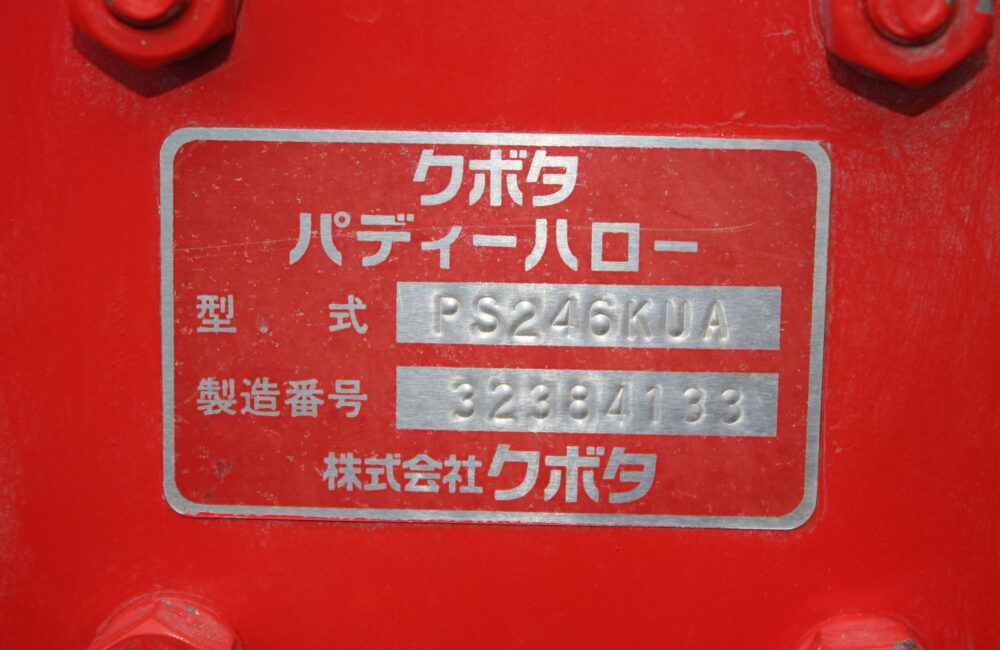 クボタ
パディーハロー
型式 PS246KUA
製造番号 32384133
株式会社クボタ